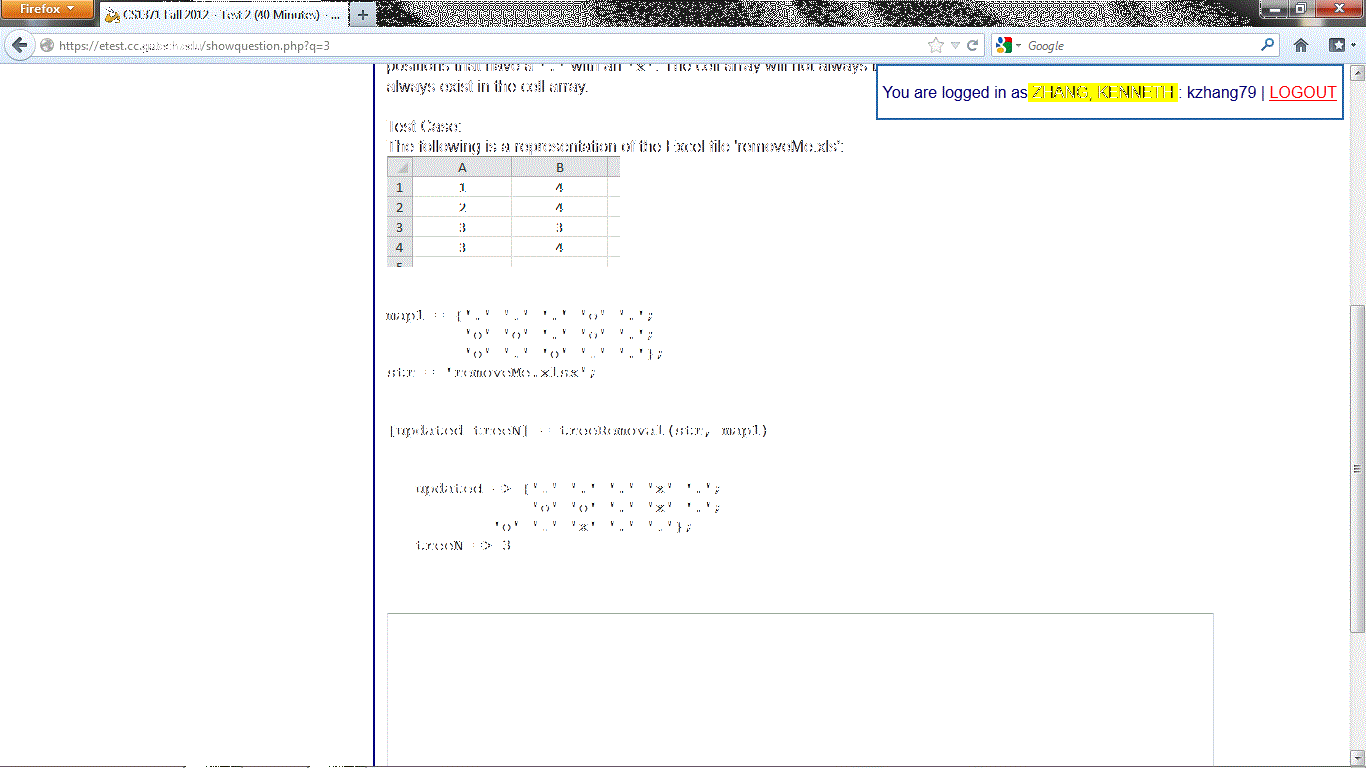 Firefox
CS1371 Fall 2012 - Test 2 (40 Minutes) - ...
https://etest.cc.gatech.edu/showquestion.php?q=3
Google
positions that have a '.' with an 'x'. The cell array will not always
always exist in the cell array.
You are logged in as ZHANG, KENNETH : kzhang79 | LOGOUT
Test Case:
The following is a representation of the Excel file 'removeMe.xls':
A B
1 1 4
2 2 4
3 3 3
4 3 4
5
map1 = {'.' '.' '.' 'o' '.';
'o' 'o' '.' 'o' '.';
'o' '.' 'o' '.' '.'};
str = 'removeMe.xlsx';
[updated treeN] = treeRemoval(str, map1)
updated => {'.' '.' '.' 'x' '.';
'o' 'o' '.' 'x' '.';
'o' '.' 'x' '.' '.'};
treeN => 3